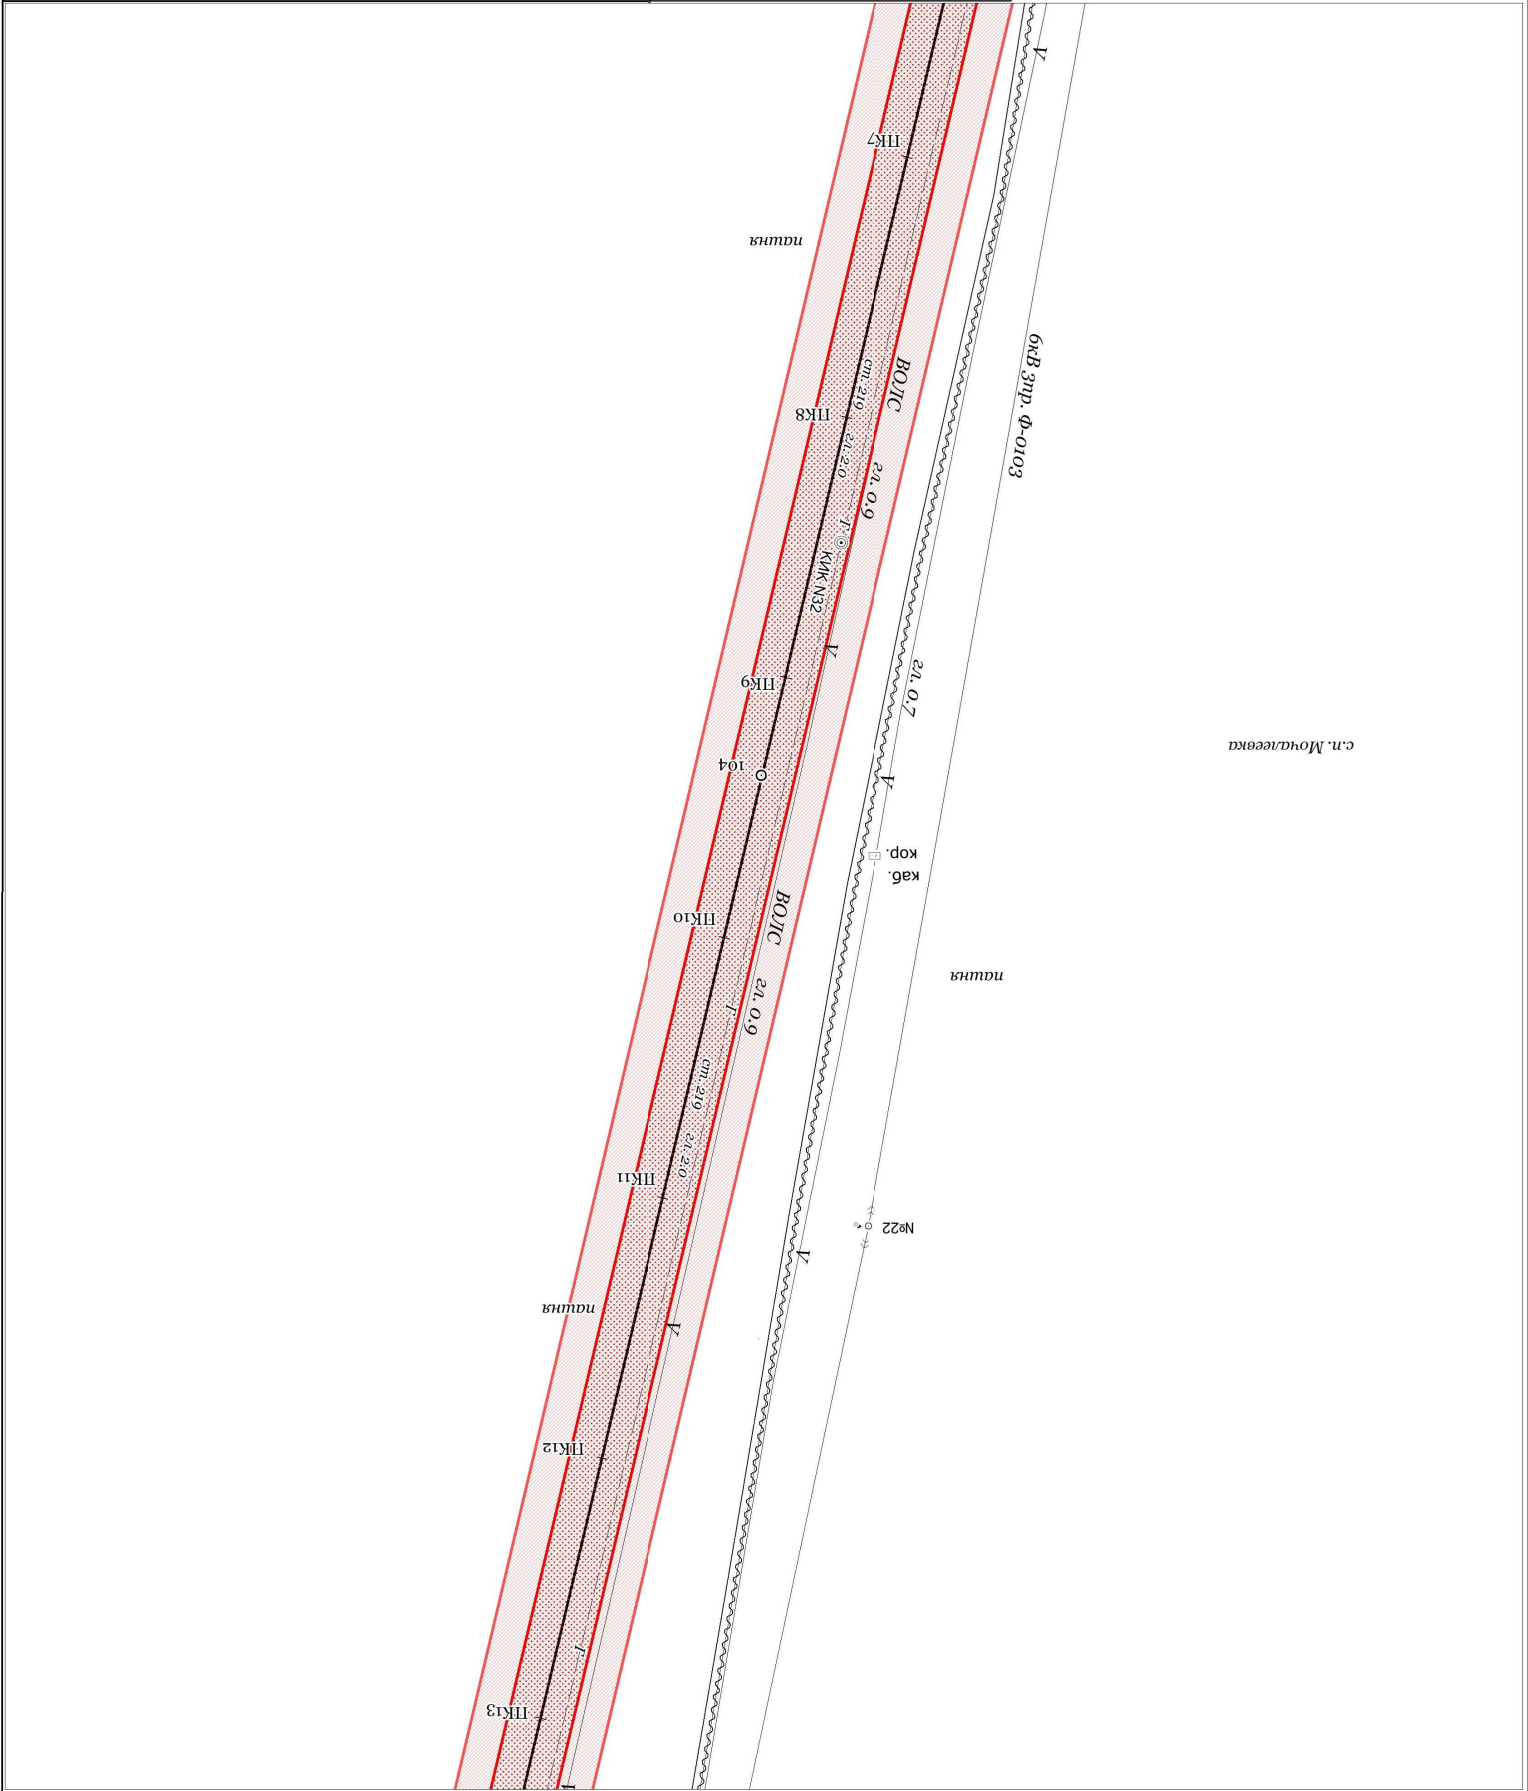 ПК7
пашня
6кВ 3пр. Ф-0103
ВОЛС
ст. 219
ПК8
гл. 2.0
гл. 0.9
Г
КИК N32
V
V
гл. 0.7
ПК9
с.п. Мочалеевка
104
V
каб.
кор.
ВОЛС
ПК10
пашня
гл. 0.9
Г
ст. 219
гл. 2.0
ПК11
№22
V
пашня
V
ПК12
Г
ПК13
V